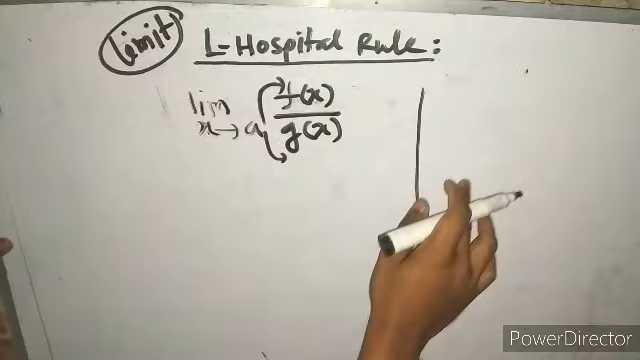 limit
L-Hospital Rule:
lim f(x)
x→a g(x)
PowerDirector